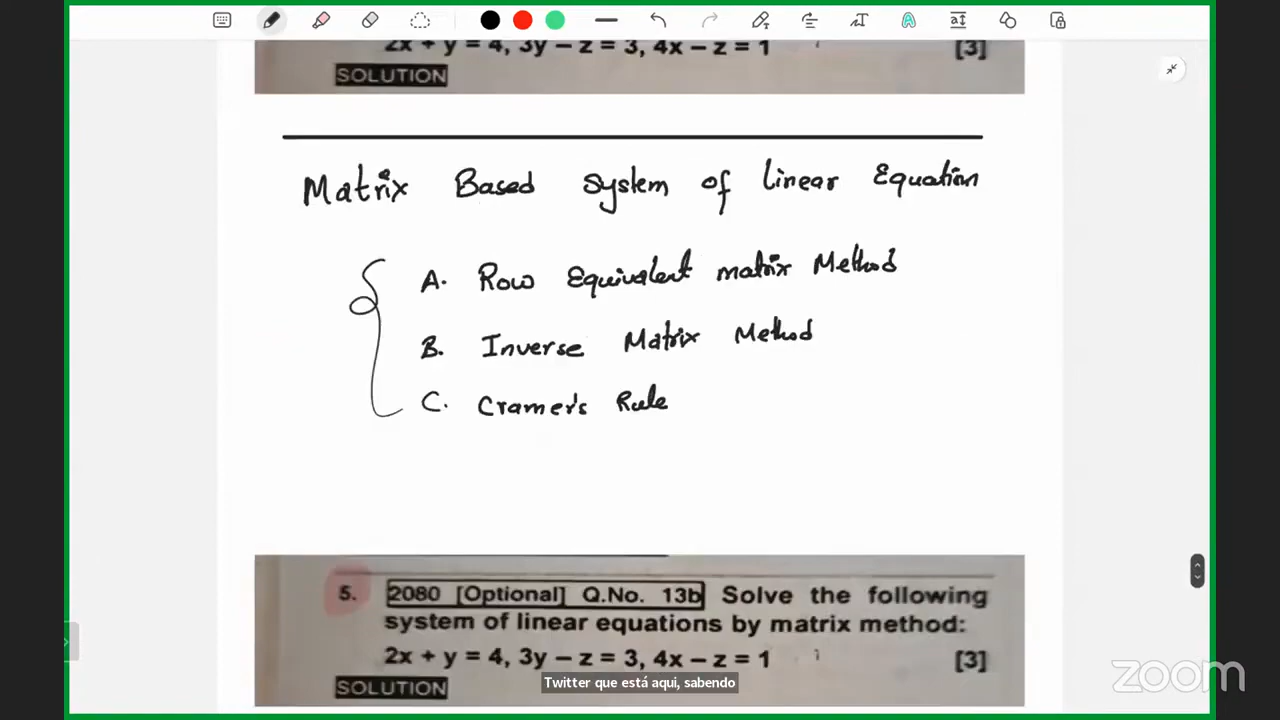 2x + y = 4, 3y – z = 3, 4x – z = 1 [3]
SOLUTION
Matrix Based System of linear Equation
A. Row Equivalent matrix Method
B. Inverse Matrix Method
C. Cramer's Rule
5. 2080 [Optional] Q.No. 13b Solve the following
system of linear equations by matrix method:
2x + y = 4, 3y – z = 3, 4x – z = 1 [3]
SOLUTION
Twitter que está aqui, sabendo
zoom